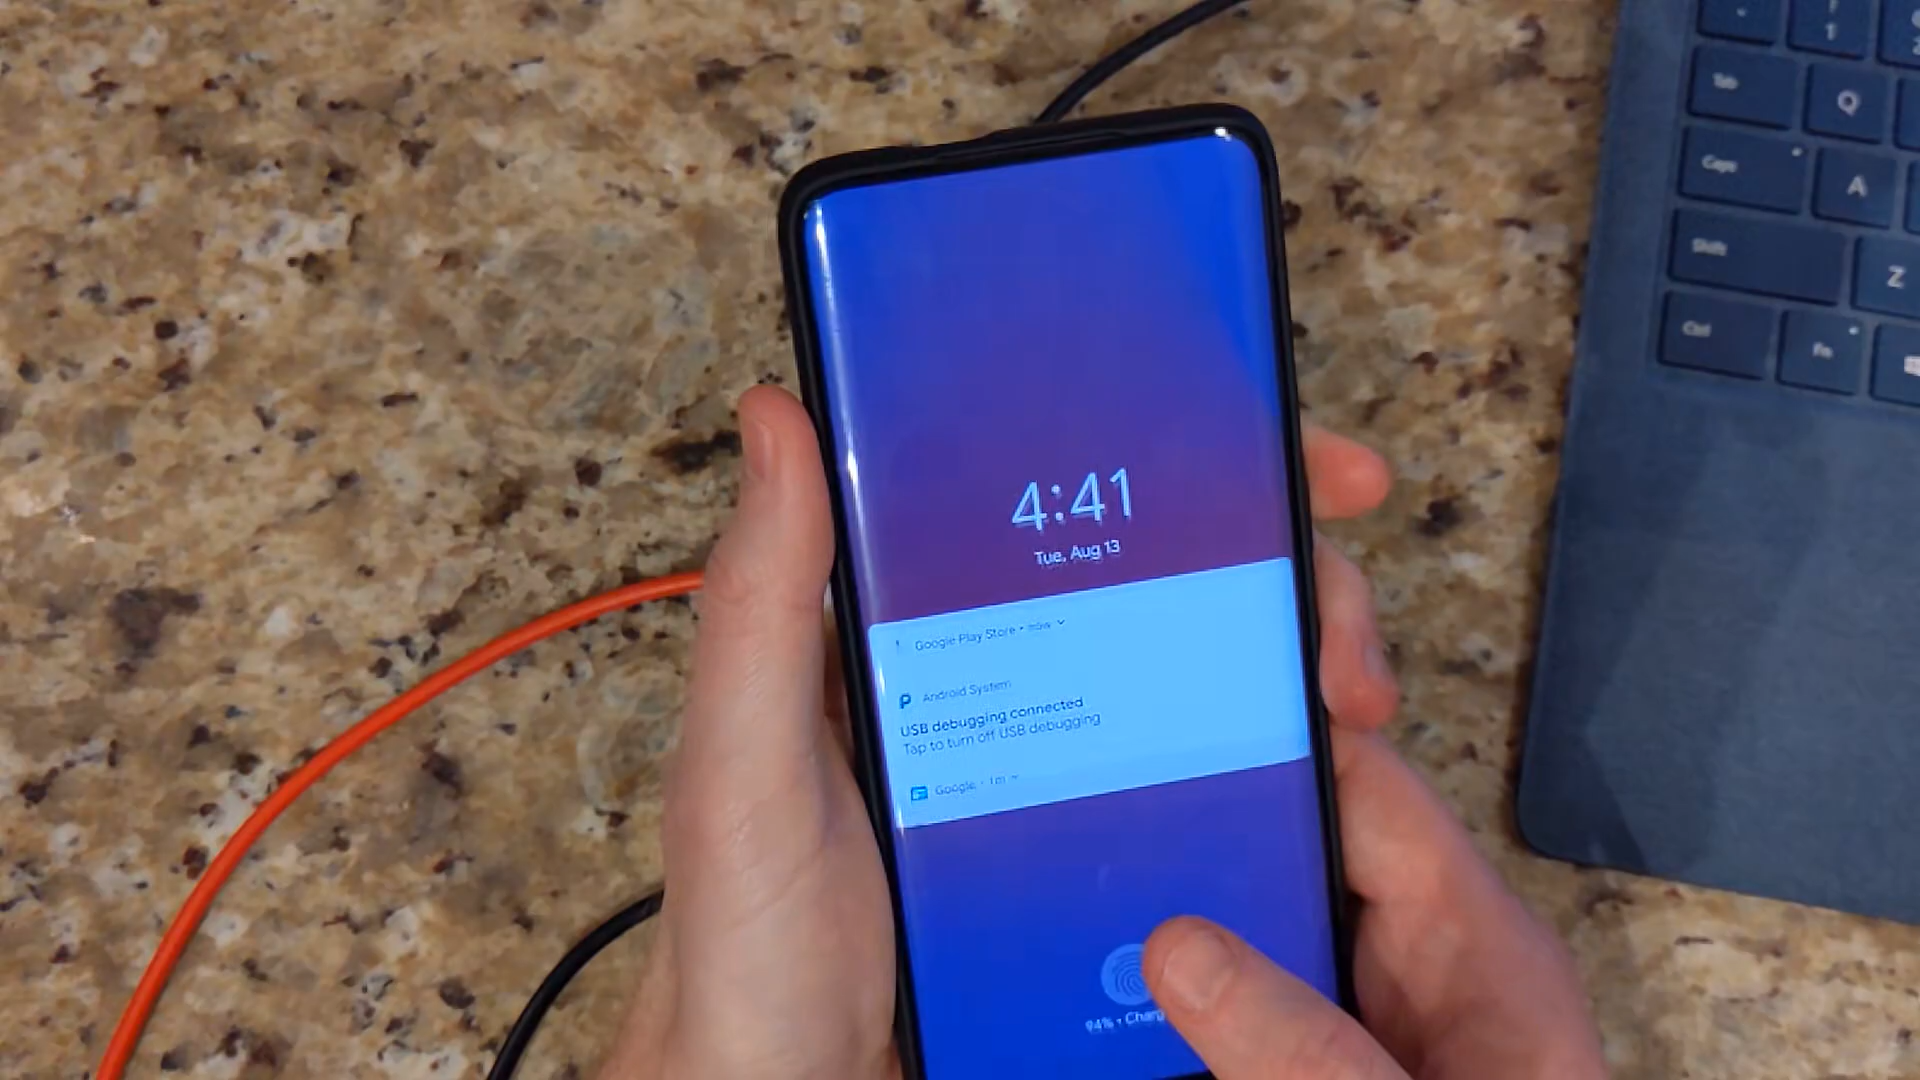 4:41
Tue, Aug 13
Google Play Store • now
Android System
USB debugging connected
Tap to turn off USB debugging
Google • 1m
94% • Charg
1
Tab
Q
Caps
A
Shift
Z
Ctrl
Fn